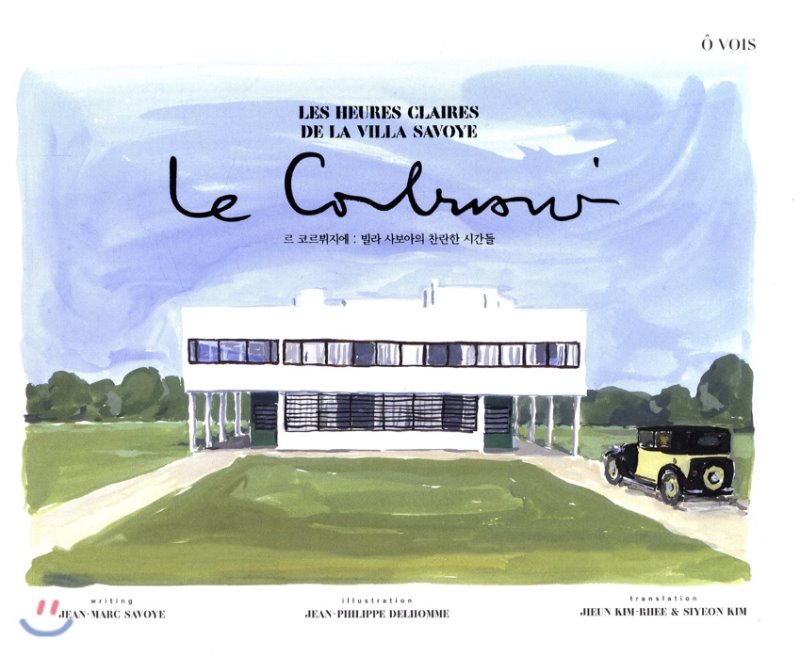 Ô VOIS
LES HEURES CLAIRES
DE LA VILLA SAVOYE
Le Corbusier
르 코르뷔지에 : 빌라 사보아의 찬란한 시간들
writing
JEAN-MARC SAVOYE
illustration
JEAN-PHILIPPE DELHOMME
translation
JIEUN KIM-RHEE & SIYEON KIM